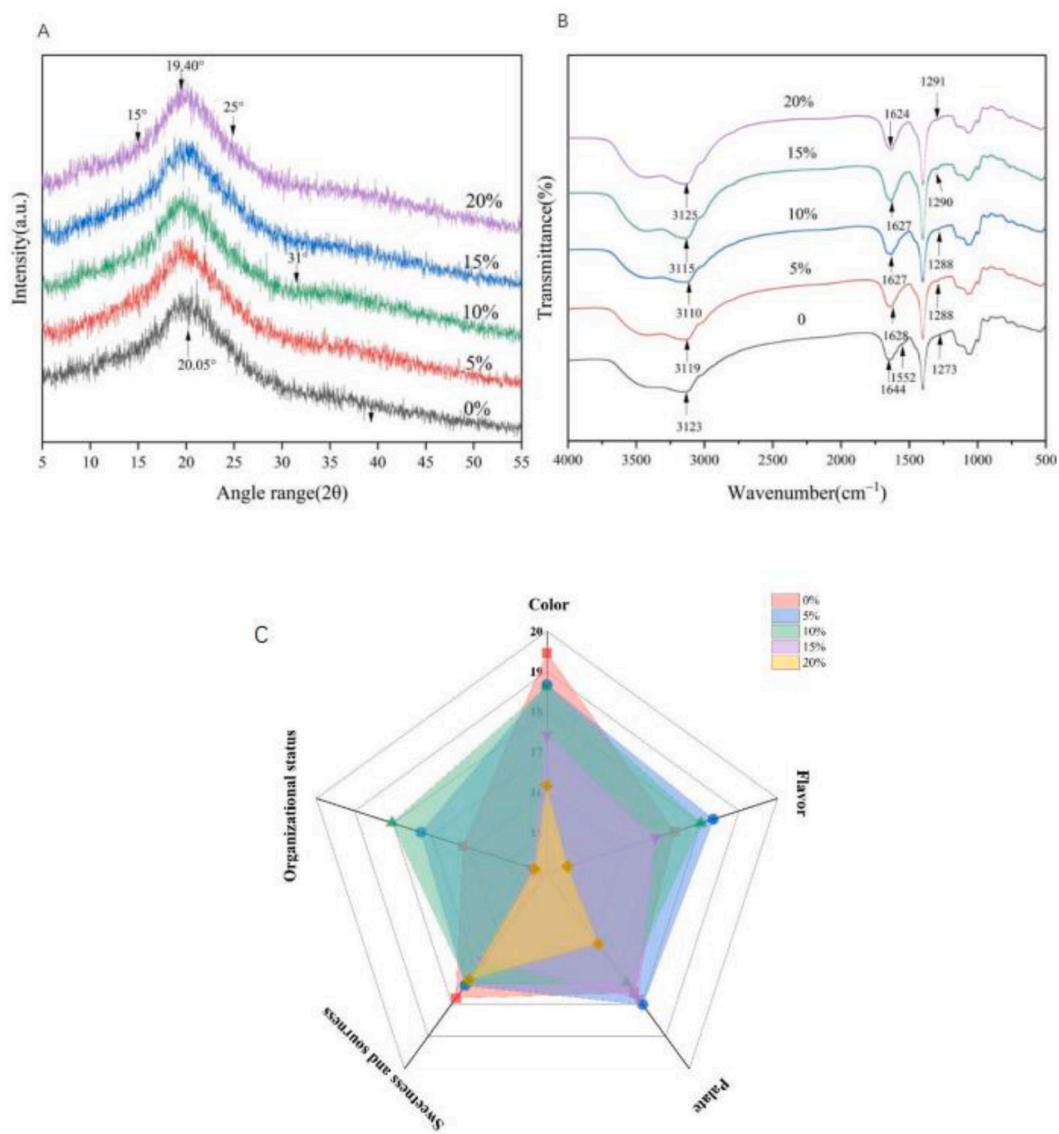 A
19,40°
15°
25°
20%
15%
31°
10%
5%
20.05°
0%
Intensity(a.u.)
5 10 15 20 25 30 35 40 45 50 55
Angle range(2θ)
B
20%
1624
1291
15%
3125
1627
1290
10%
3115
1627
1288
5%
3110
1628
1288
0
3119
1644
1552
1273
3123
Transmittance(%)
4000 3500 3000 2500 2000 1500 1000 500
Wavenumber(cm⁻¹)
C
Color
0%
5%
10%
15%
20%
20
19
18
17
Organizational status
Flavor
Sweetness and sourness
Palate